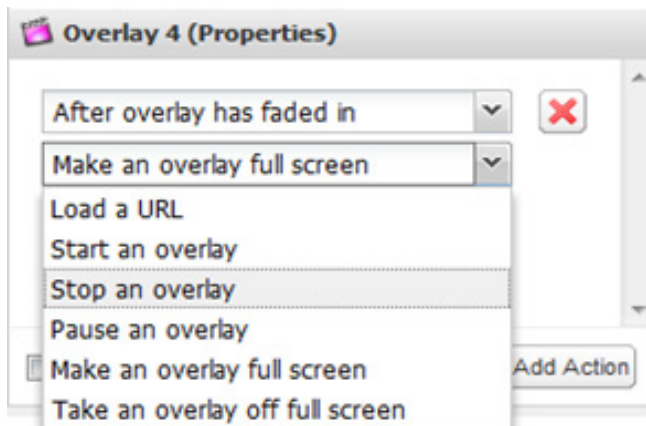 Overlay 4 (Properties)
After overlay has faded in
Make an overlay full screen
Load a URL
Start an overlay
Stop an overlay
Pause an overlay
Make an overlay full screen
Add Action
Take an overlay off full screen